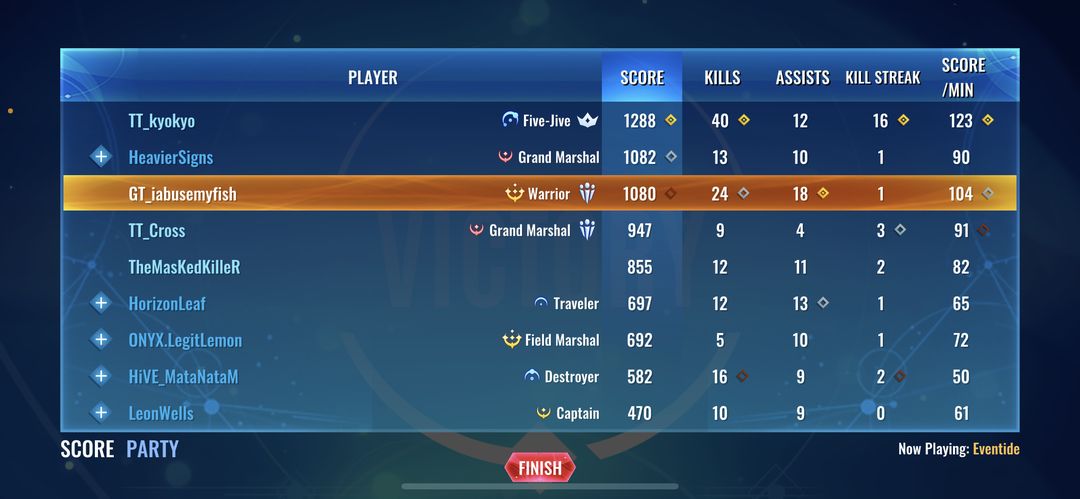 PLAYER SCORE KILLS ASSISTS KILL STREAK SCORE /MIN
TT_kyokyo Five-Jive 1288 40 12 16 123
HeavierSigns Grand Marshal 1082 13 10 1 90
GT_iabusemyfish Warrior 1080 24 18 1 104
TT_Cross Grand Marshal 947 9 4 3 91
TheMasKedKilleR 855 12 11 2 82
HorizonLeaf Traveler 697 12 13 1 65
ONYX.LegitLemon Field Marshal 692 5 10 1 72
HiVE_MataNataM Destroyer 582 16 9 2 50
LeonWells Captain 470 10 9 0 61
VICTORY
SCORE PARTY
Now Playing: Eventide
FINISH